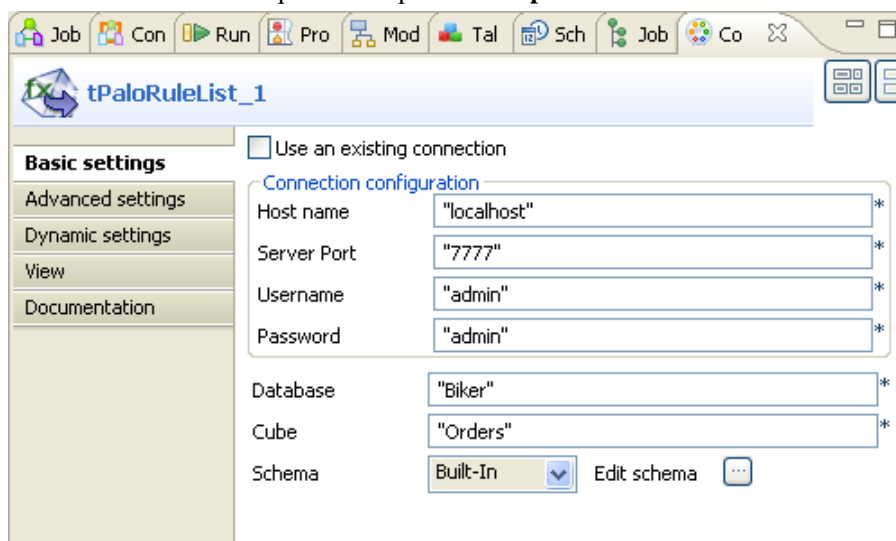 Job Con Run Pro Mod Tal Sch Job Co
tPaloRuleList_1
Basic settings
Advanced settings
Dynamic settings
View
Documentation
Use an existing connection
Connection configuration
Host name "localhost" *
Server Port "7777" *
Username "admin" *
Password "admin" *
Database "Biker" *
Cube "Orders" *
Schema Built-In Edit schema ...